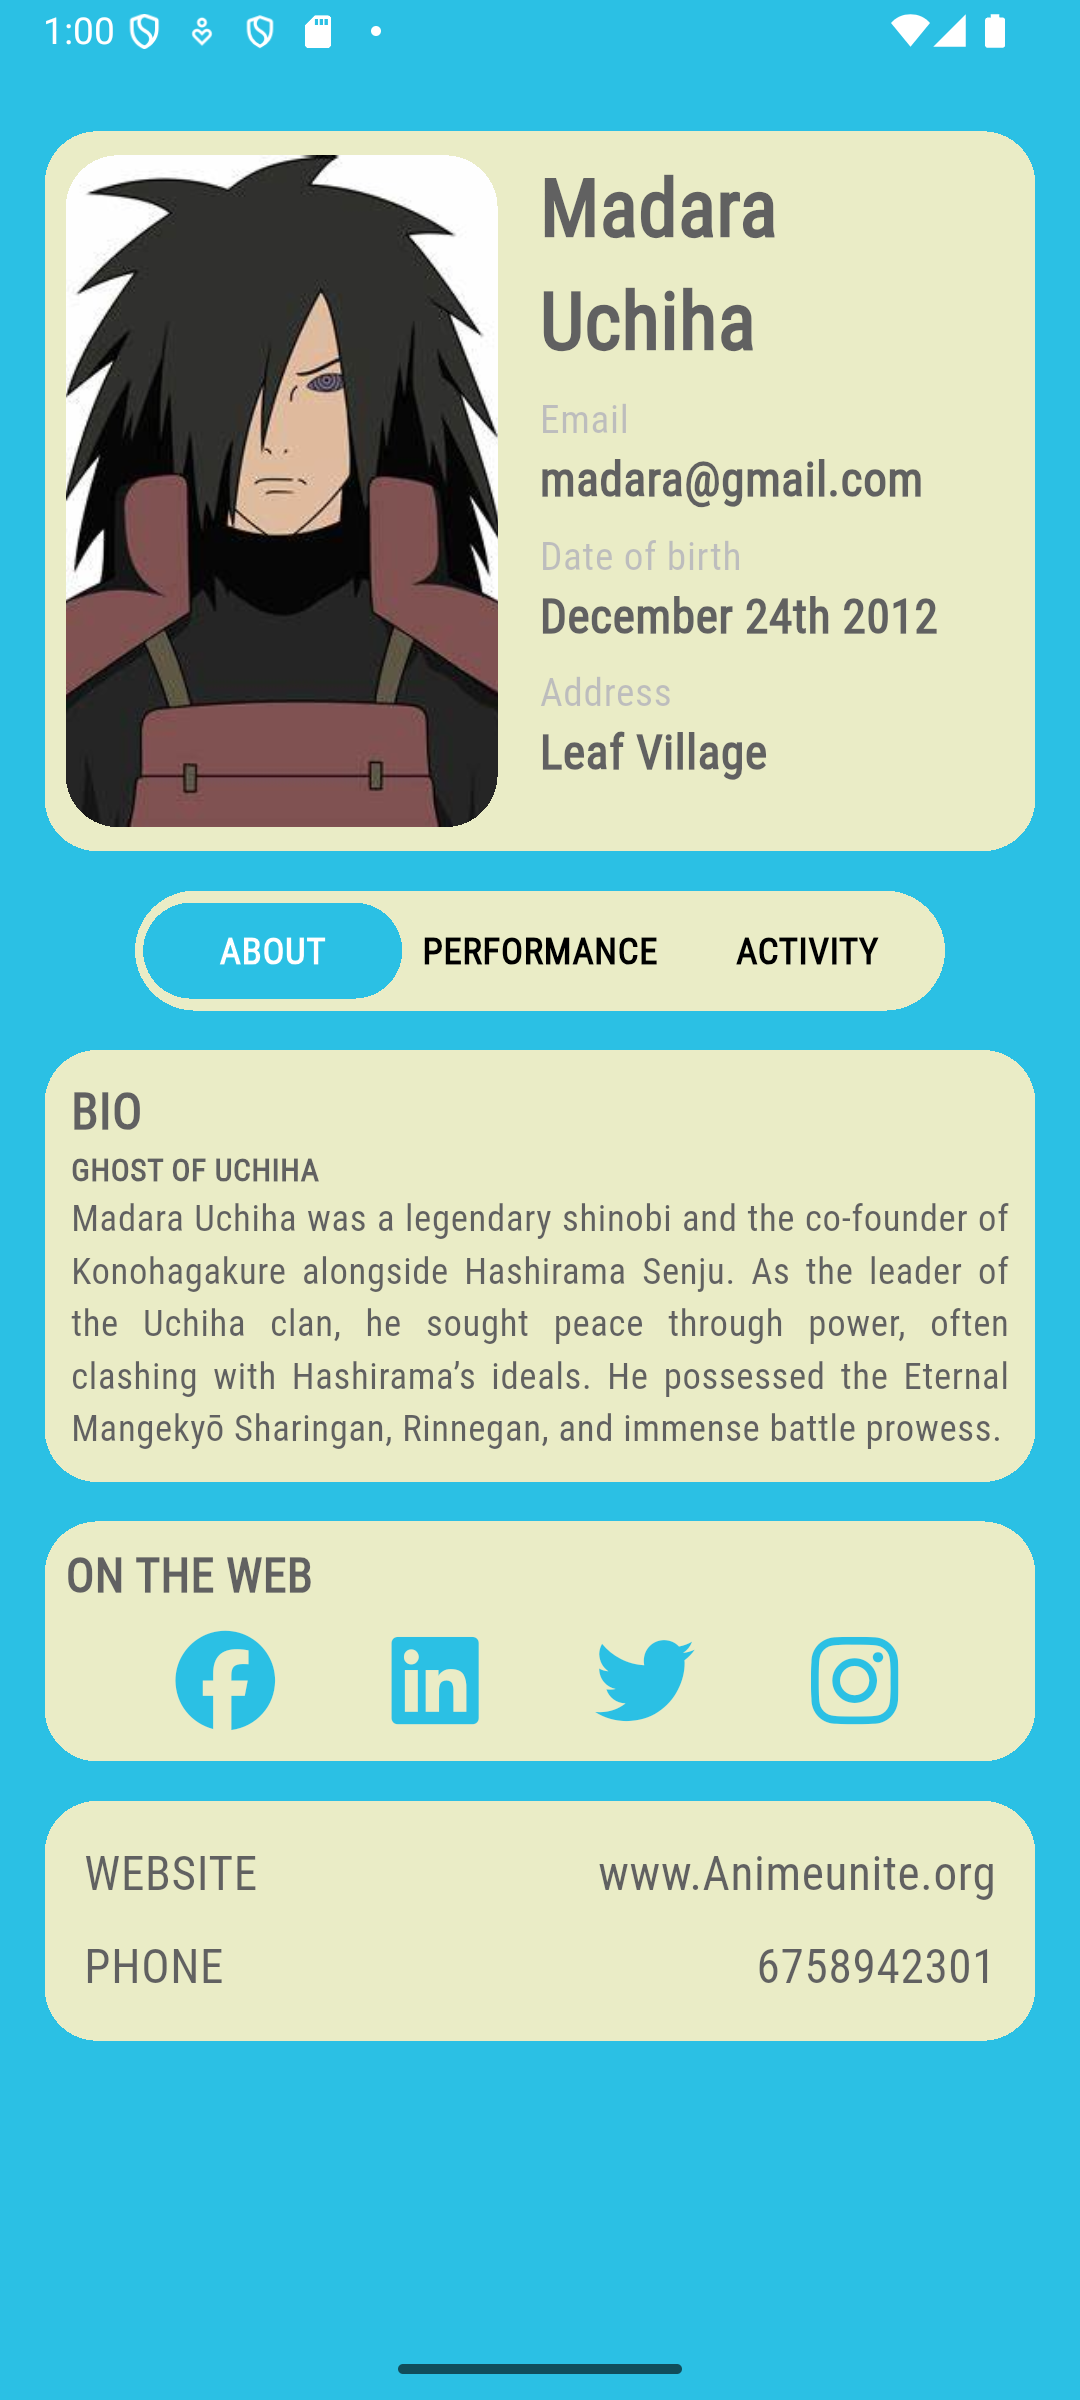 1:00
Madara
Uchiha
Email
madara@gmail.com
Date of birth
December 24th 2012
Address
Leaf Village
ABOUT PERFORMANCE ACTIVITY
BIO
GHOST OF UCHIHA
Madara Uchiha was a legendary shinobi and the co-founder of
Konohagakure alongside Hashirama Senju. As the leader of
the Uchiha clan, he sought peace through power, often
clashing with Hashirama’s ideals. He possessed the Eternal
Mangekyō Sharingan, Rinnegan, and immense battle prowess.
ON THE WEB
WEBSITE www.Animeunite.org
PHONE 6758942301